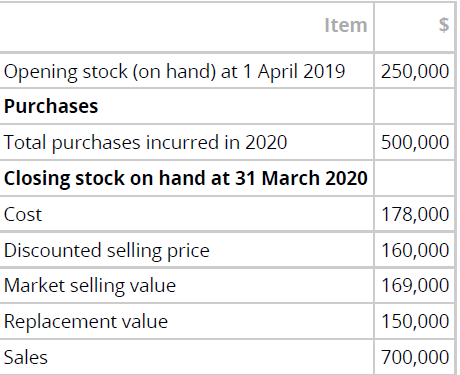 Item $
Opening stock (on hand) at 1 April 2019 250,000
Purchases
Total purchases incurred in 2020 500,000
Closing stock on hand at 31 March 2020
Cost 178,000
Discounted selling price 160,000
Market selling value 169,000
Replacement value 150,000
Sales 700,000